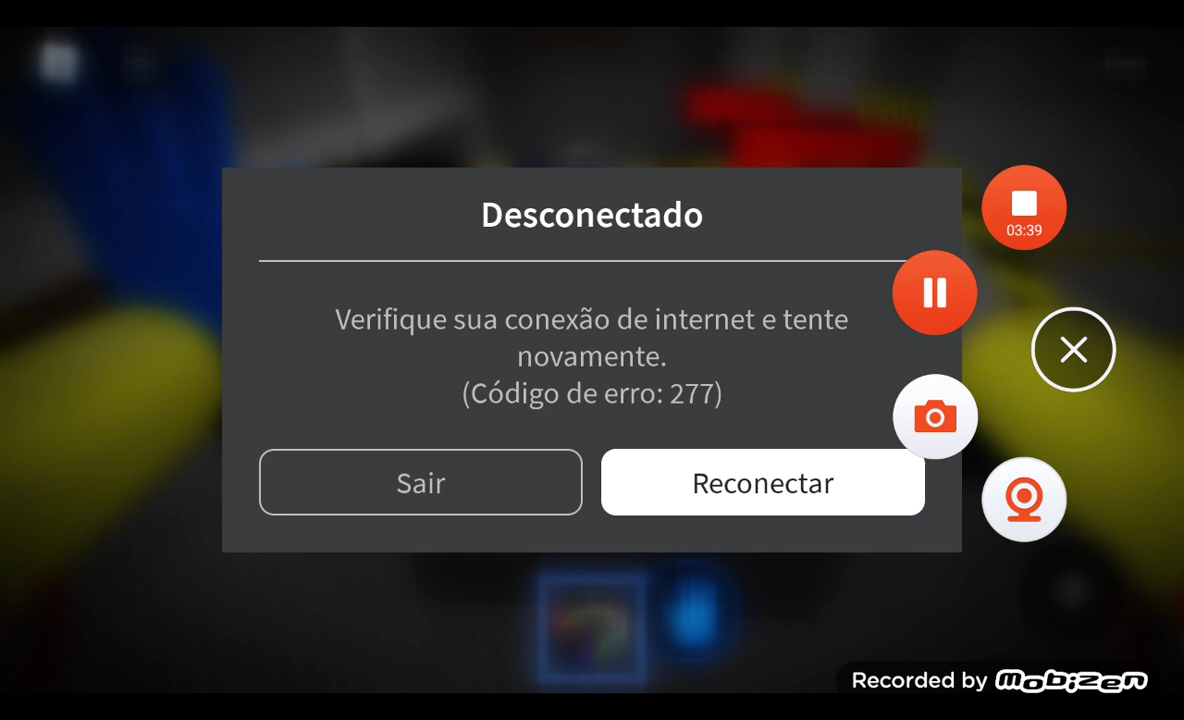 Desconectado
03:39
Verifique sua conexão de internet e tente
novamente.
(Código de erro: 277)
Sair
Reconectar
Recorded by Mobizen